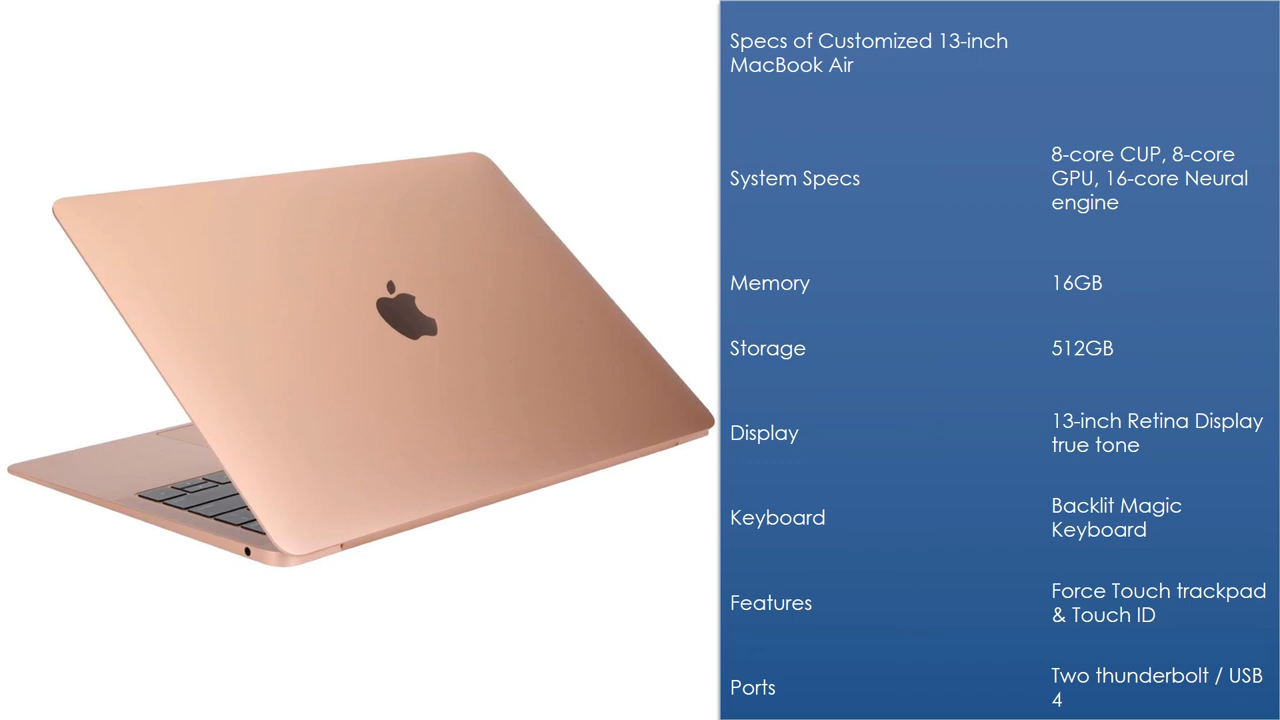 Specs of Customized 13-inch
MacBook Air
System Specs
8-core CUP, 8-core
GPU, 16-core Neural
engine
Memory
16GB
Storage
512GB
Display
13-inch Retina Display
true tone
Keyboard
Backlit Magic
Keyboard
Features
Force Touch trackpad
& Touch ID
Ports
Two thunderbolt / USB
4